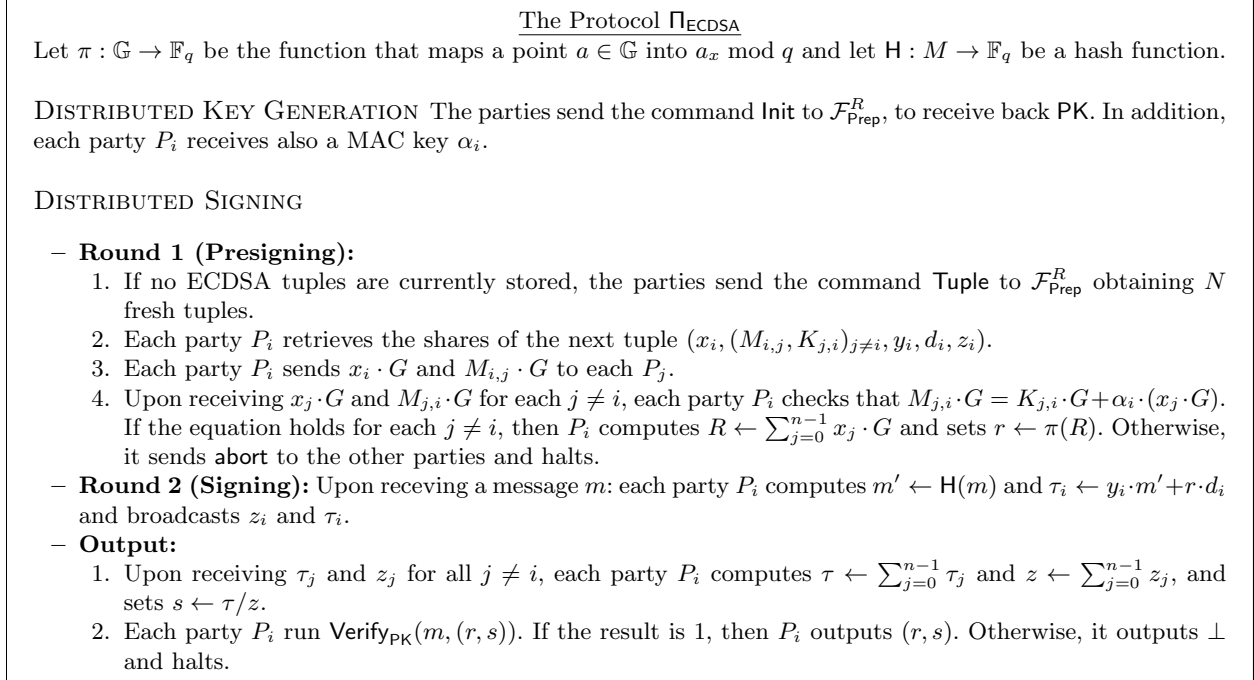 The Protocol Π_ECDSA
Let π : 𝔾 → 𝔽_q be the function that maps a point a ∈ 𝔾 into a_x mod q and let H : M → 𝔽_q be a hash function.
Distributed Key Generation The parties send the command Init to ℱ^R_Prep, to receive back PK. In addition,
each party P_i receives also a MAC key α_i.
Distributed Signing
– Round 1 (Presigning):
1. If no ECDSA tuples are currently stored, the parties send the command Tuple to ℱ^R_Prep obtaining N
fresh tuples.
2. Each party P_i retrieves the shares of the next tuple (x_i, (M_{i,j}, K_{j,i})_{j≠i}, y_i, d_i, z_i).
3. Each party P_i sends x_i · G and M_{i,j} · G to each P_j.
4. Upon receiving x_j · G and M_{j,i} · G for each j ≠ i, each party P_i checks that M_{j,i} · G = K_{j,i} · G + α_i · (x_j · G).
If the equation holds for each j ≠ i, then P_i computes R ← ∑_{j=0}^{n−1} x_j · G and sets r ← π(R). Otherwise,
it sends abort to the other parties and halts.
– Round 2 (Signing): Upon receving a message m: each party P_i computes m′ ← H(m) and τ_i ← y_i · m′ + r · d_i
and broadcasts z_i and τ_i.
– Output:
1. Upon receiving τ_j and z_j for all j ≠ i, each party P_i computes τ ← ∑_{j=0}^{n−1} τ_j and z ← ∑_{j=0}^{n−1} z_j, and
sets s ← τ/z.
2. Each party P_i run Verify_PK(m, (r, s)). If the result is 1, then P_i outputs (r, s). Otherwise, it outputs ⊥
and halts.